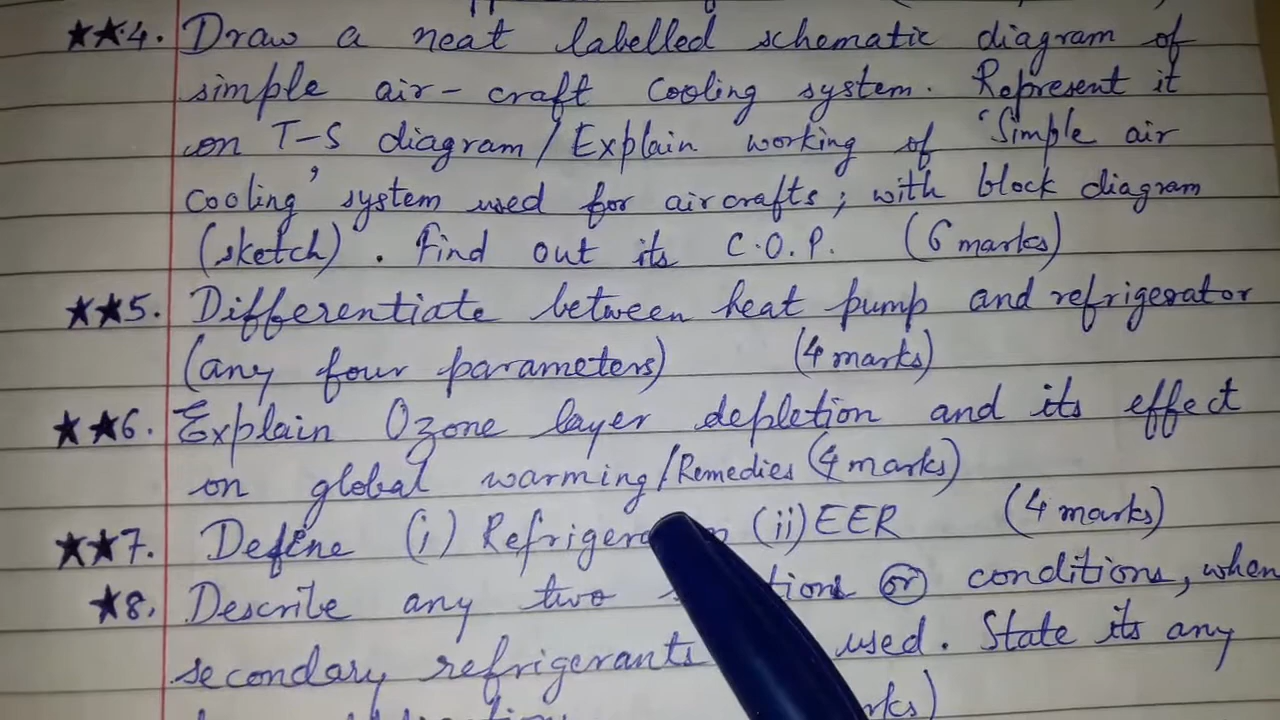 ★★4. Draw a neat labelled schematic diagram of
simple air-craft cooling system. Represent it
on T-S diagram/Explain working of 'Simple air
cooling' system used for aircrafts; with block diagram
(sketch). Find out its C.O.P. (6 marks)
★★5. Differentiate between heat pump and refrigerator
(any four parameters) (4 marks)
★★6. Explain Ozone layer depletion and its effect
on global warming/Remedies (4 marks)
★★7. Define (i) (ii) EER (4 marks)
★8. Describe any two or conditions, when
secondary refrigerants used. State its any